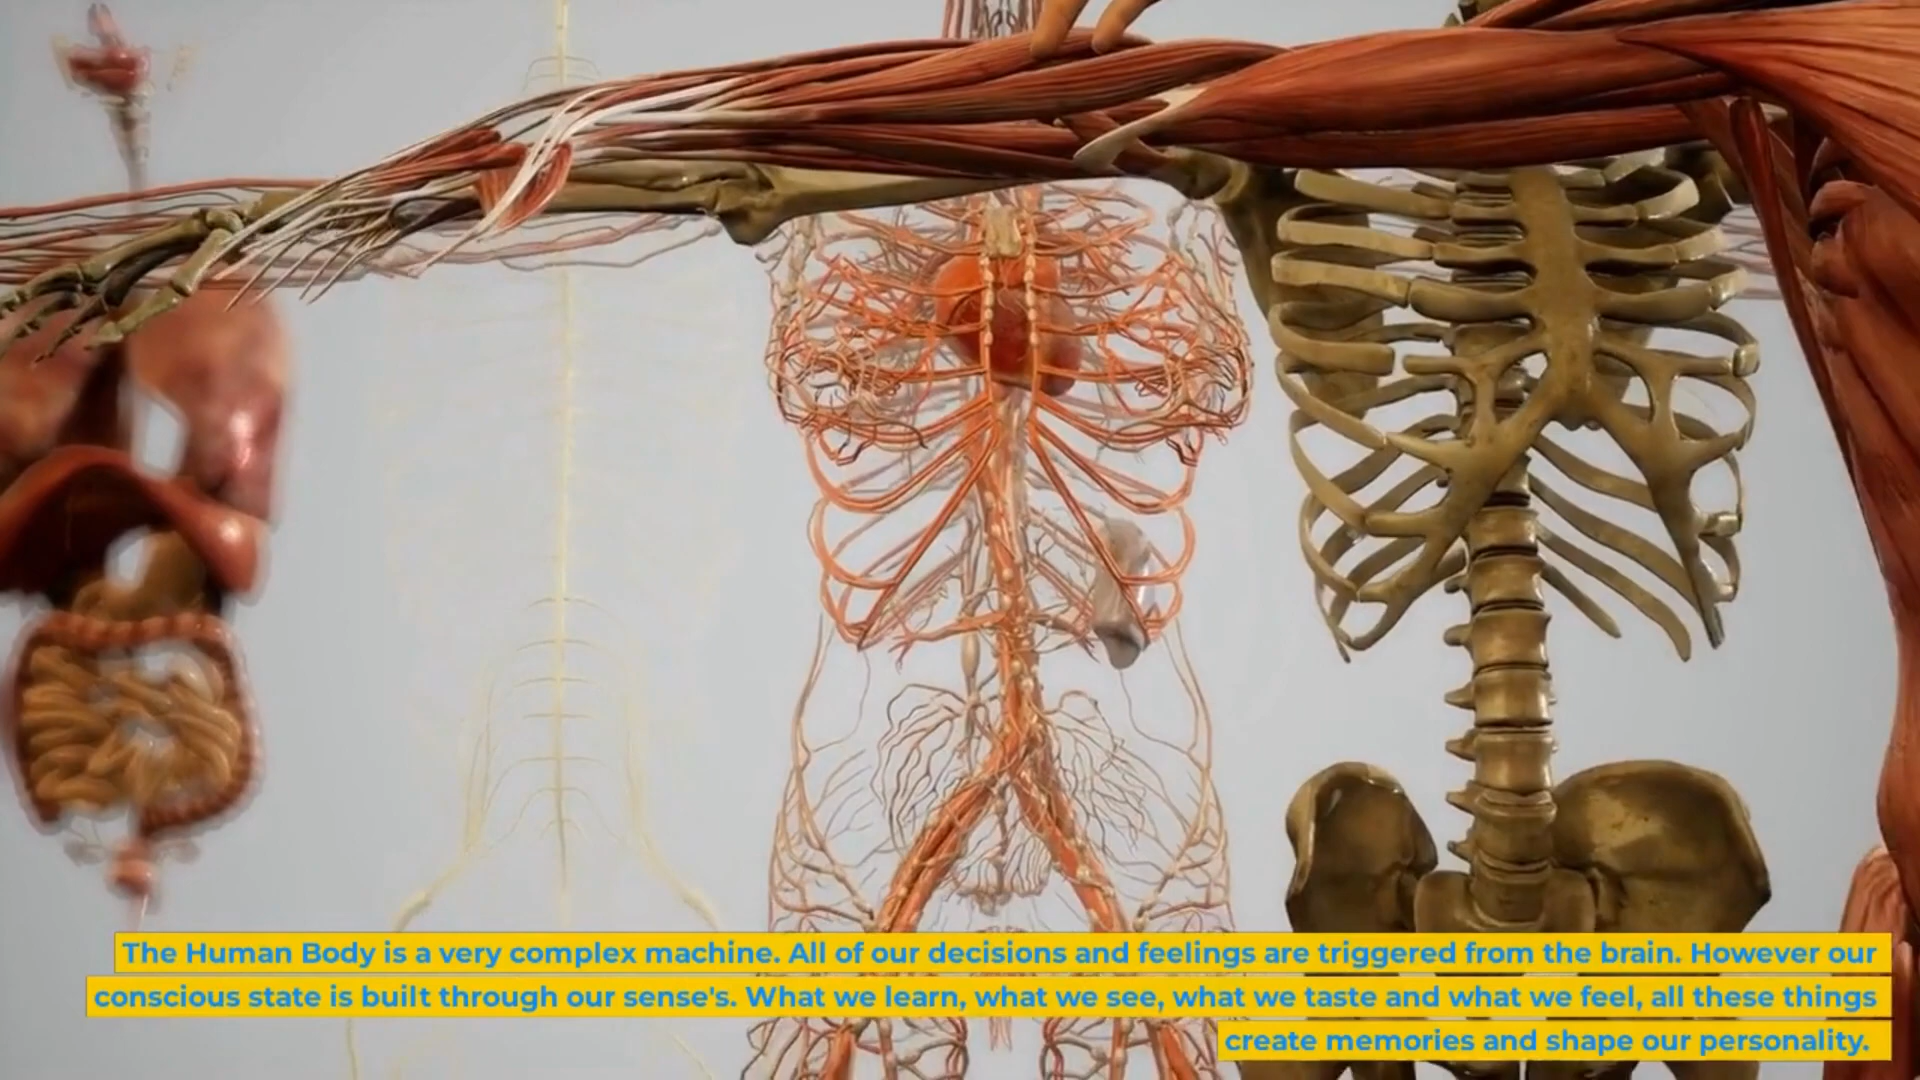 The Human Body is a very complex machine. All of our decisions and feelings are triggered from the brain. However our
conscious state is built through our sense's. What we learn, what we see, what we taste and what we feel, all these things
create memories and shape our personality.